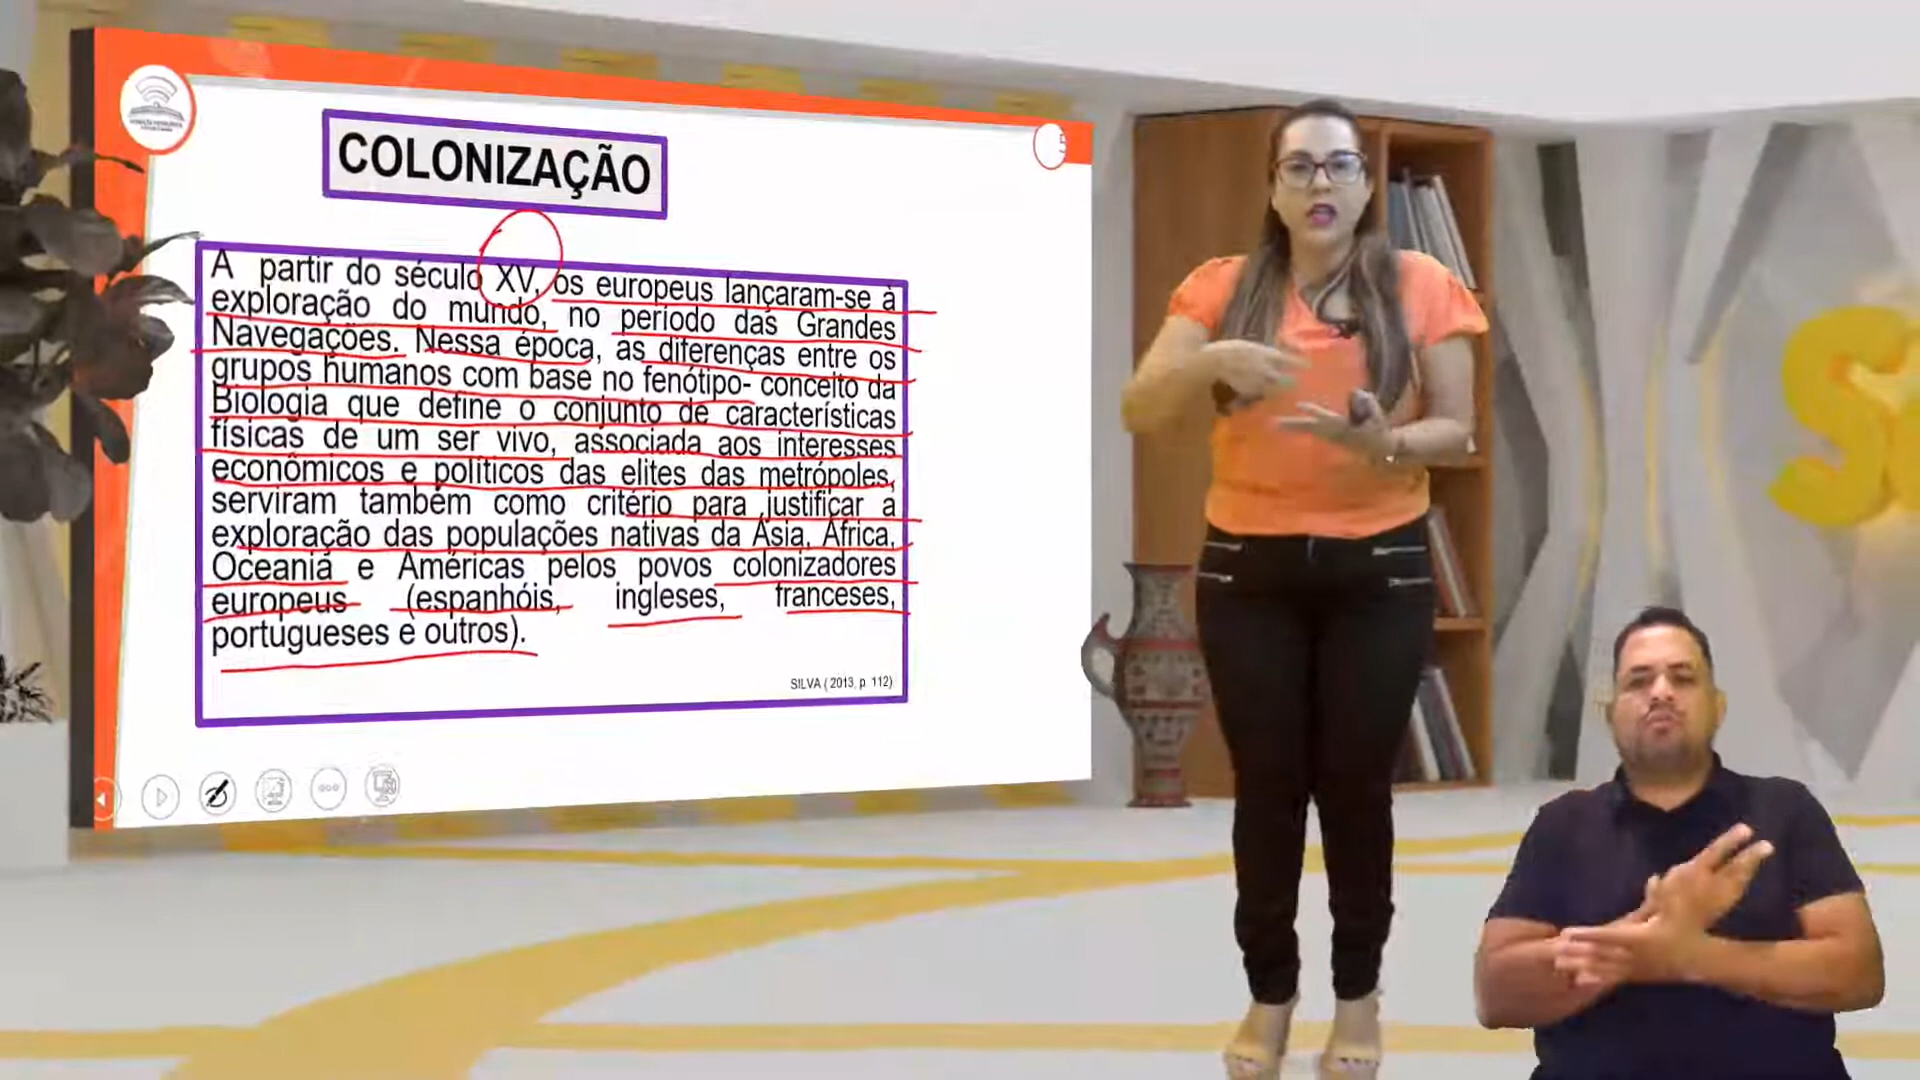 COLONIZAÇÃO
A partir do século XV, os europeus lançaram-se à
exploração do mundo, no período das Grandes
Navegações. Nessa época, as diferenças entre os
grupos humanos com base no fenótipo- conceito da
Biologia que define o conjunto de características
físicas de um ser vivo, associada aos interesses
econômicos e políticos das elites das metrópoles,
serviram também como critério para justificar a
exploração das populações nativas da Ásia, África,
Oceania e Américas pelos povos colonizadores
europeus (espanhóis, ingleses, franceses,
portugueses e outros).
SILVA ( 2013, p. 112)